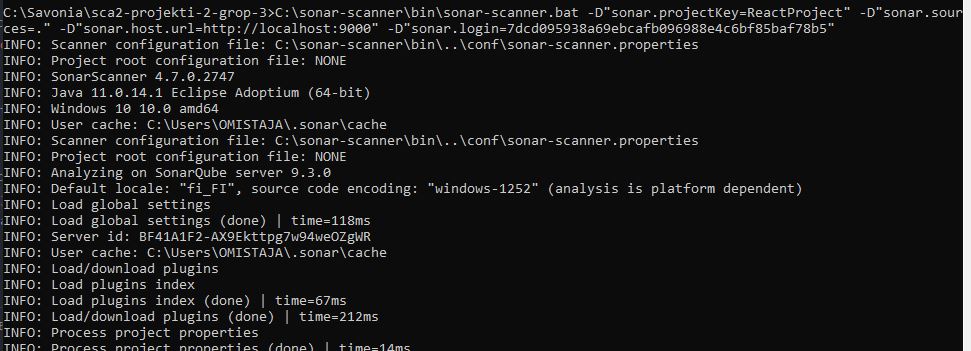 C:\Savonia\sca2-projekti-2-grop-3>C:\sonar-scanner\bin\sonar-scanner.bat -D"sonar.projectKey=ReactProject" -D"sonar.sour
ces=." -D"sonar.host.url=http://localhost:9000" -D"sonar.login=7dcd095938a69ebcafb096988e4c6bf85baf78b5"
INFO: Scanner configuration file: C:\sonar-scanner\bin\..\conf\sonar-scanner.properties
INFO: Project root configuration file: NONE
INFO: SonarScanner 4.7.0.2747
INFO: Java 11.0.14.1 Eclipse Adoptium (64-bit)
INFO: Windows 10 10.0 amd64
INFO: User cache: C:\Users\OMISTAJA\.sonar\cache
INFO: Scanner configuration file: C:\sonar-scanner\bin\..\conf\sonar-scanner.properties
INFO: Project root configuration file: NONE
INFO: Analyzing on SonarQube server 9.3.0
INFO: Default locale: "fi_FI", source code encoding: "windows-1252" (analysis is platform dependent)
INFO: Load global settings
INFO: Load global settings (done) | time=118ms
INFO: Server id: BF41A1F2-AX9Ekttpg7w94weOZgWR
INFO: User cache: C:\Users\OMISTAJA\.sonar\cache
INFO: Load/download plugins
INFO: Load plugins index
INFO: Load plugins index (done) | time=67ms
INFO: Load/download plugins (done) | time=212ms
INFO: Process project properties
INFO: Process project properties (done) | time=14ms